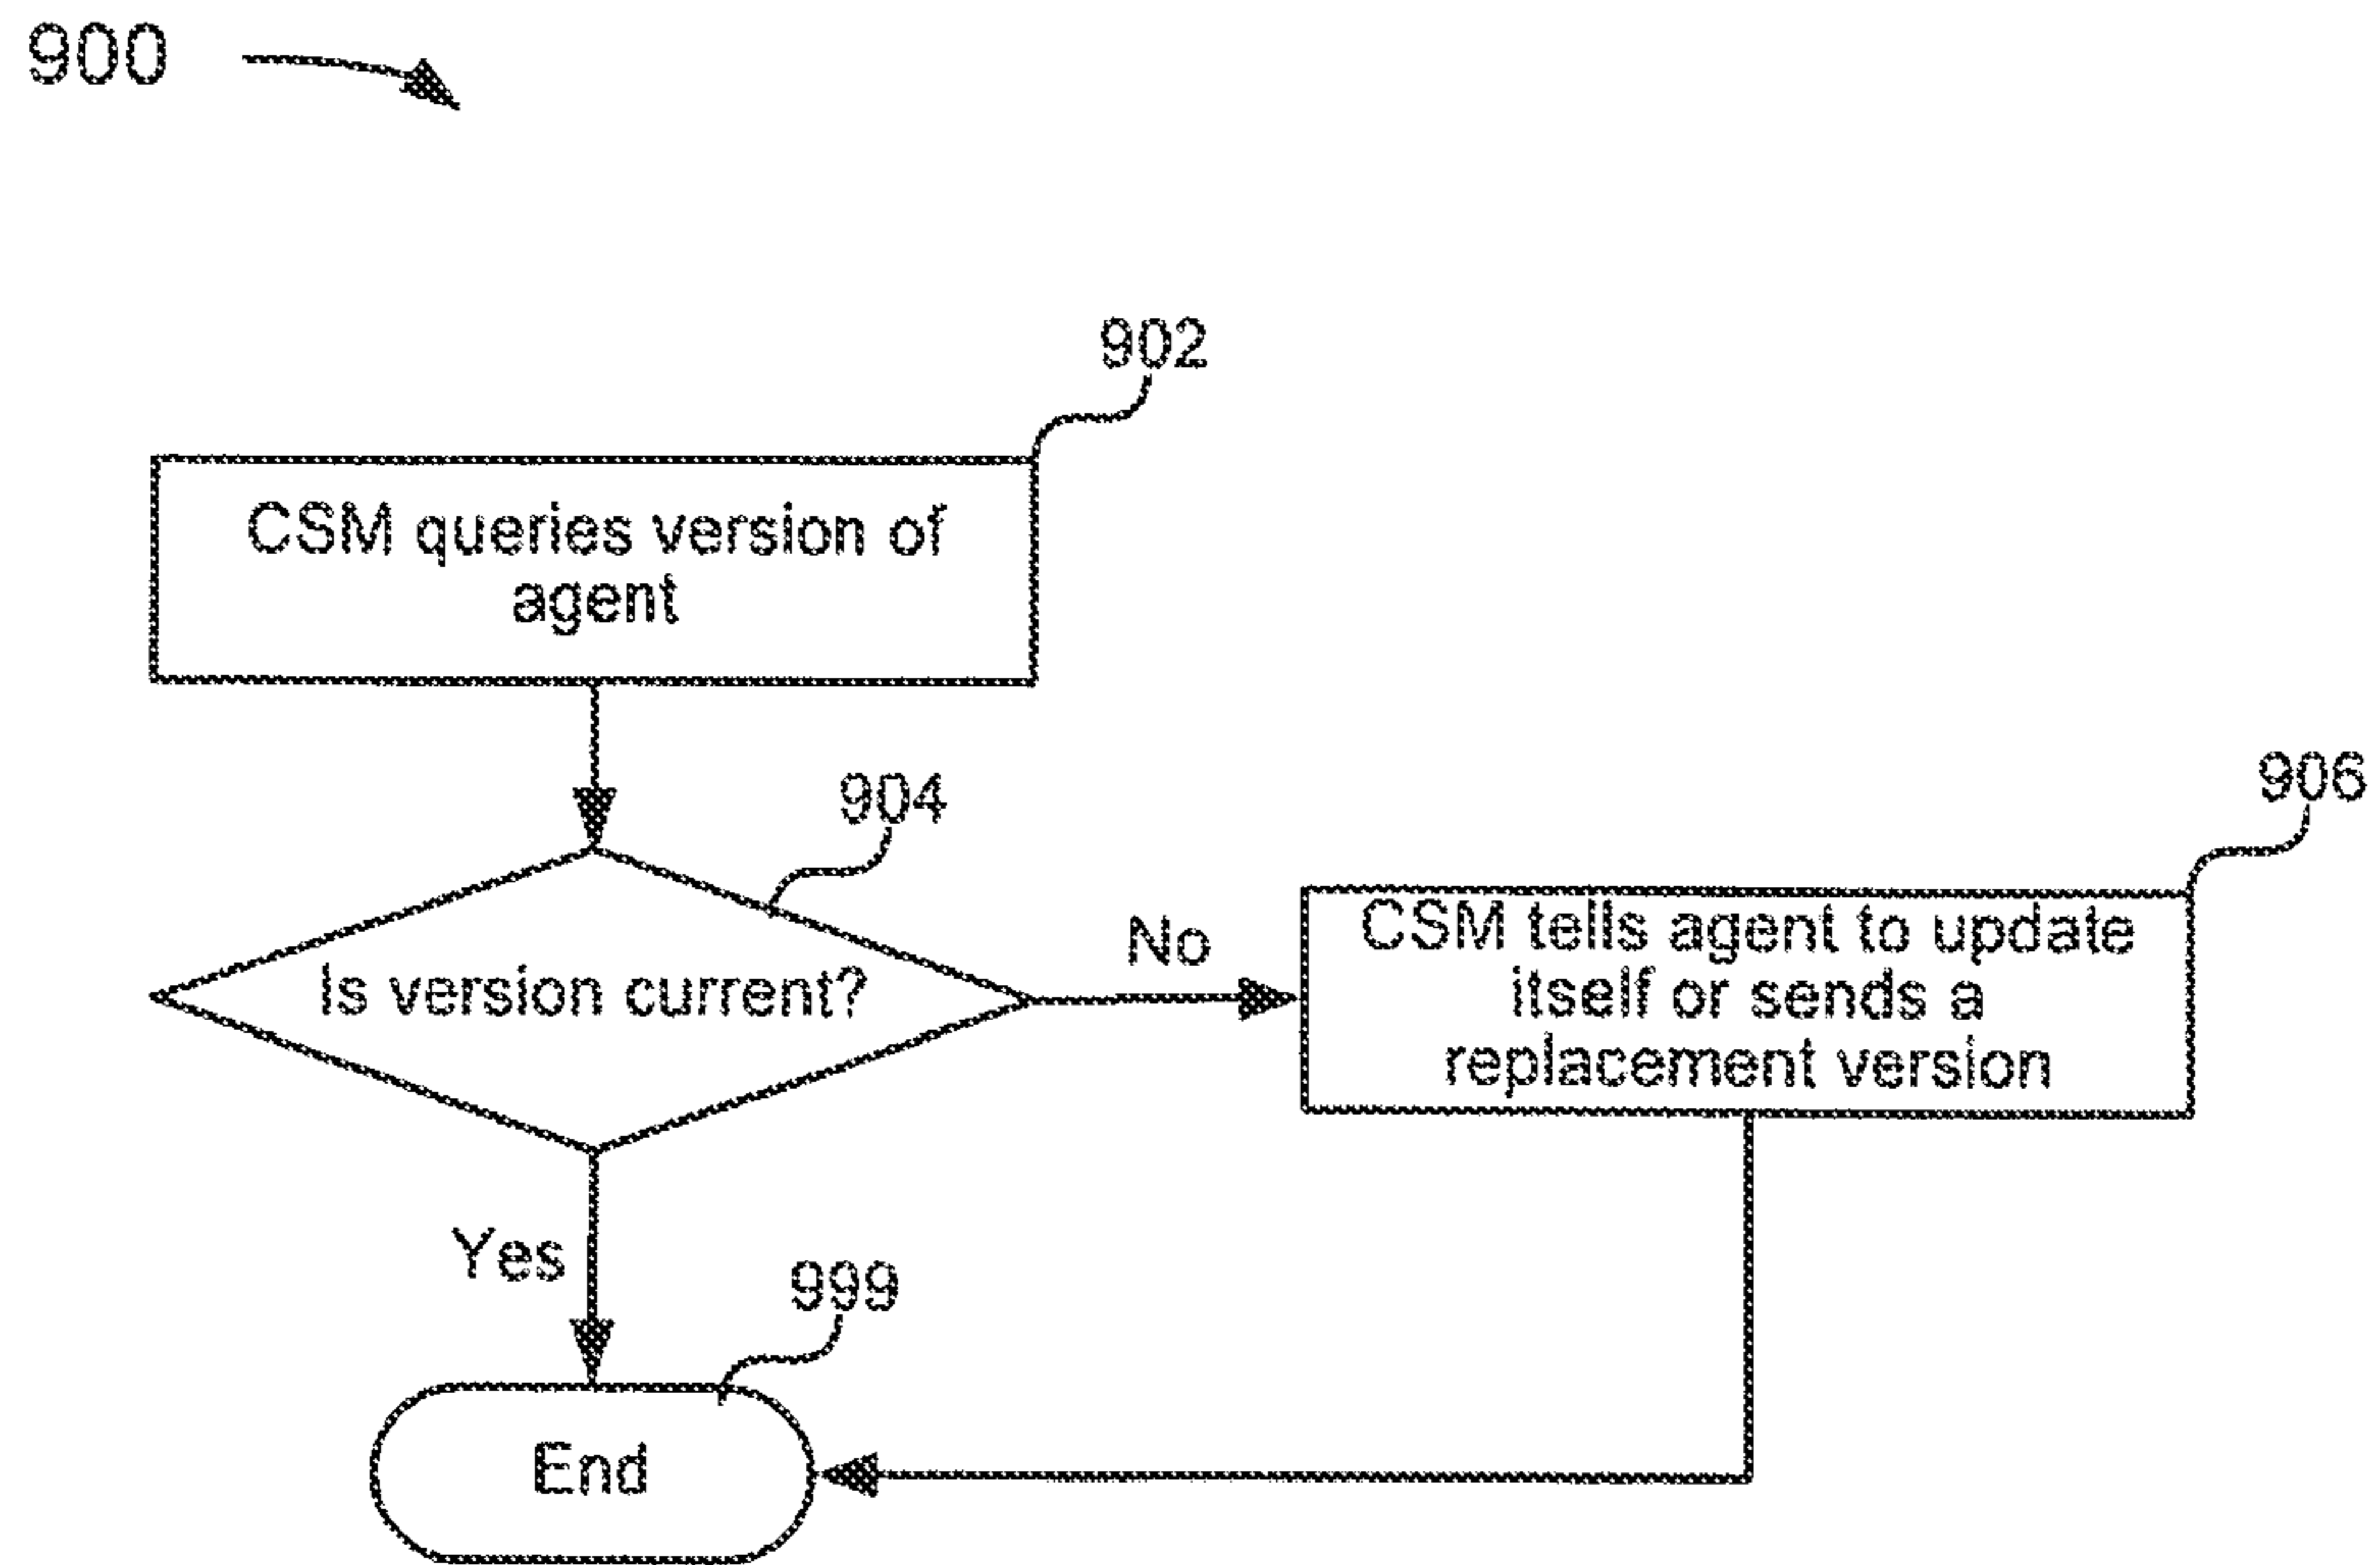 900
902
CSM queries version of
agent
904
906
Is version current?
No
CSM tells agent to update
itself or sends a
replacement version
Yes
999
End